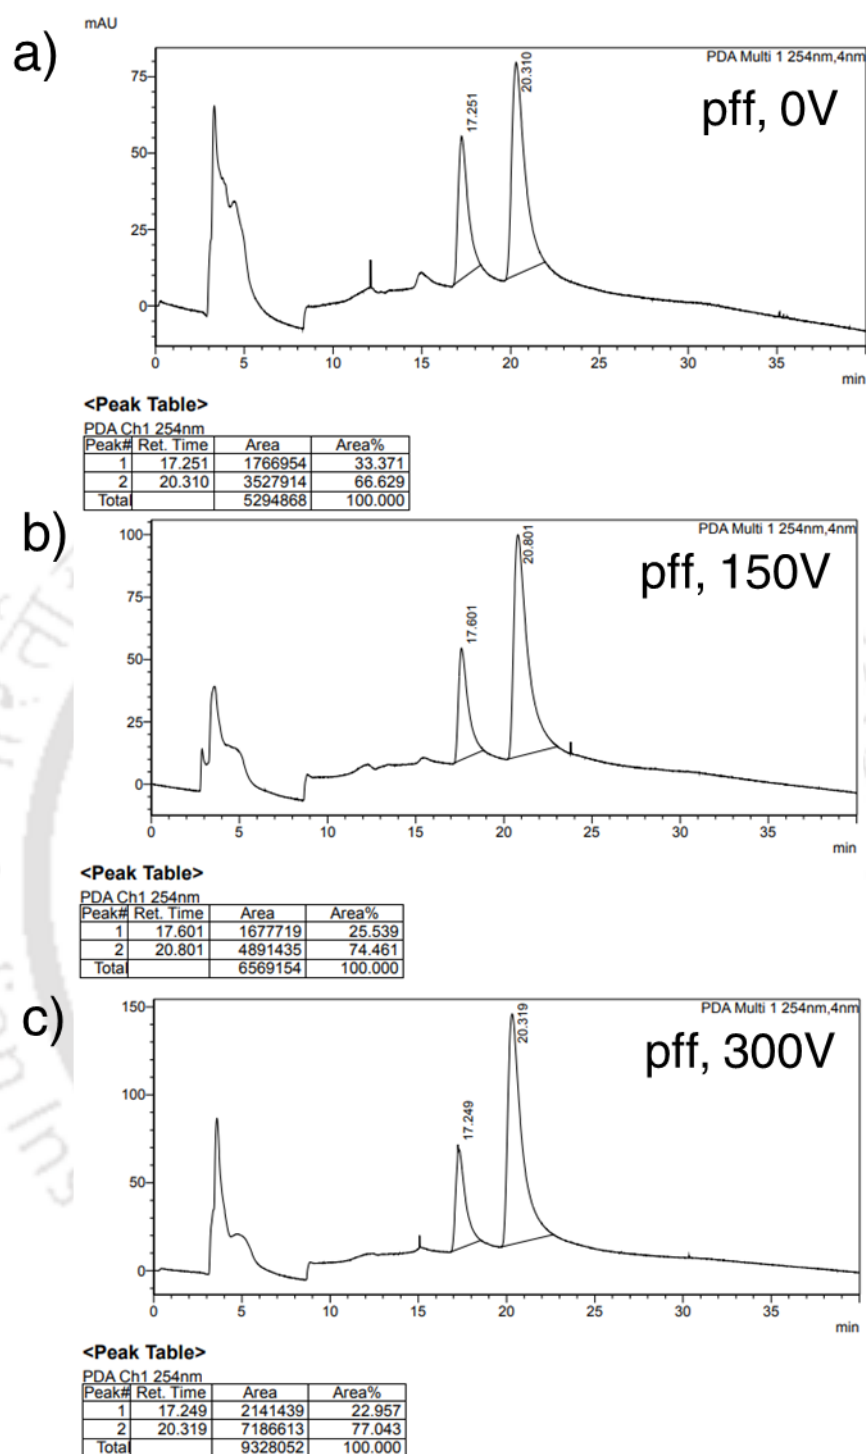 a)
mAU
PDA Multi 1 254nm,4nm
pff, 0V
17.251
20.310
75
50
25
0
0 5 10 15 20 25 30 35
min
<Peak Table>
PDA Ch1 254nm
Peak# Ret. Time Area Area%
1 17.251 1766954 33.371
2 20.310 3527914 66.629
Total 5294868 100.000
b)
PDA Multi 1 254nm,4nm
pff, 150V
17.601
20.801
100
75
50
25
0
0 5 10 15 20 25 30 35
min
<Peak Table>
PDA Ch1 254nm
Peak# Ret. Time Area Area%
1 17.601 1677719 25.539
2 20.801 4891435 74.461
Total 6569154 100.000
c)
PDA Multi 1 254nm,4nm
pff, 300V
17.249
20.319
150
100
50
0
0 5 10 15 20 25 30 35
min
<Peak Table>
PDA Ch1 254nm
Peak# Ret. Time Area Area%
1 17.249 2141439 22.957
2 20.319 7186613 77.043
Total 9328052 100.000